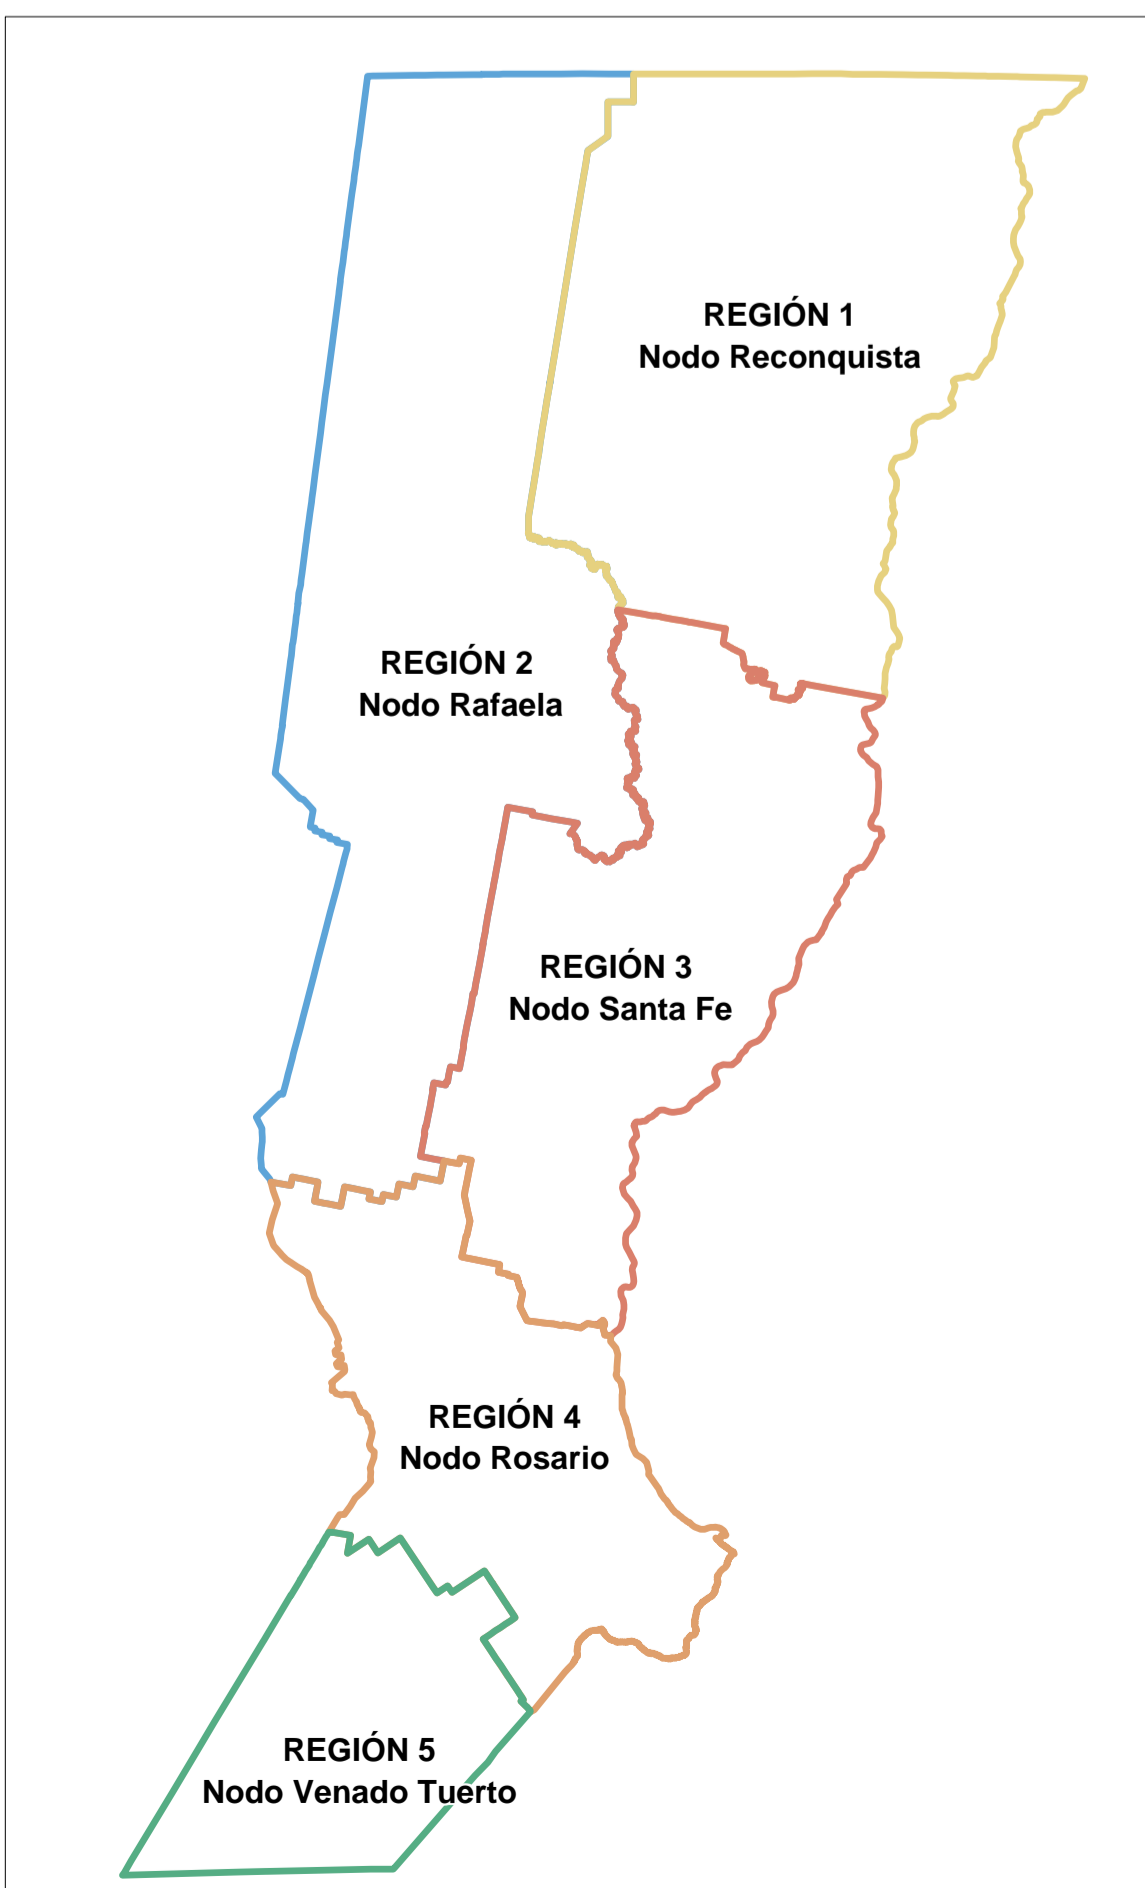 REGIÓN 1
Nodo Reconquista
REGIÓN 2
Nodo Rafaela
REGIÓN 3
Nodo Santa Fe
REGIÓN 4
Nodo Rosario
REGIÓN 5
Nodo Venado Tuerto